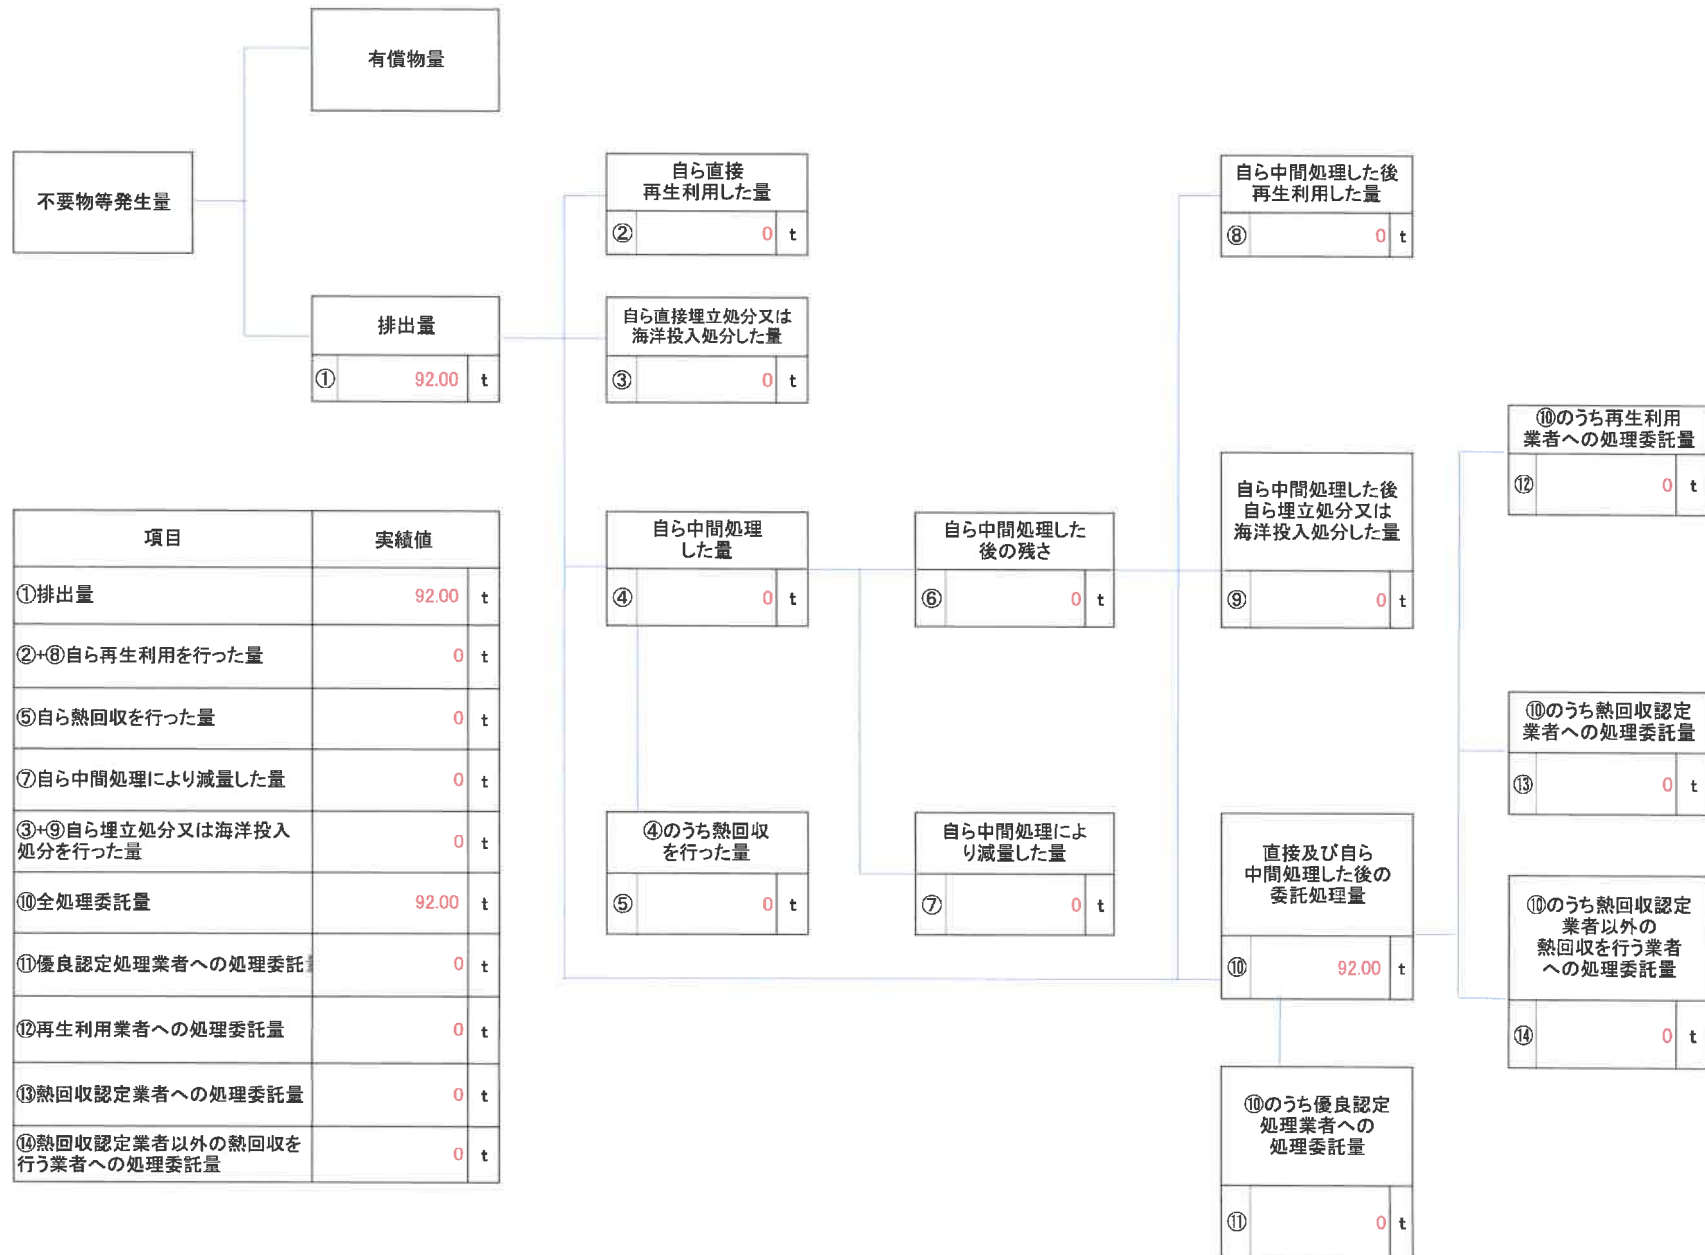 有償物量
不要物等発生量
排出量
① 92.00 t
自ら直接
再生利用した量
② 0 t
自ら直接埋立処分又は
海洋投入処分した量
③ 0 t
自ら中間処理
した量
④ 0 t
④のうち熱回収
を行った量
⑤ 0 t
自ら中間処理した
後の残さ
⑥ 0 t
自ら中間処理によ
り減量した量
⑦ 0 t
自ら中間処理した後
再生利用した量
⑧ 0 t
自ら中間処理した後
自ら埋立処分又は
海洋投入処分した量
⑨ 0 t
直接及び自ら
中間処理した後の
委託処理量
⑩ 92.00 t
⑩のうち優良認定
処理業者への
処理委託量
⑪ 0 t
⑩のうち再生利用
業者への処理委託量
⑫ 0 t
⑩のうち熱回収認定
業者への処理委託量
⑬ 0 t
⑩のうち熱回収認定
業者以外の
熱回収を行う業者
への処理委託量
⑭ 0 t
項目 実績値
①排出量 92.00 t
②+⑧自ら再生利用を行った量 0 t
⑤自ら熱回収を行った量 0 t
⑦自ら中間処理により減量した量 0 t
③+⑨自ら埋立処分又は海洋投入
処分を行った量 0 t
⑩全処理委託量 92.00 t
⑪優良認定処理業者への処理委託 0 t
⑫再生利用業者への処理委託量 0 t
⑬熱回収認定業者への処理委託量 0 t
⑭熱回収認定業者以外の熱回収を
行う業者への処理委託量 0 t